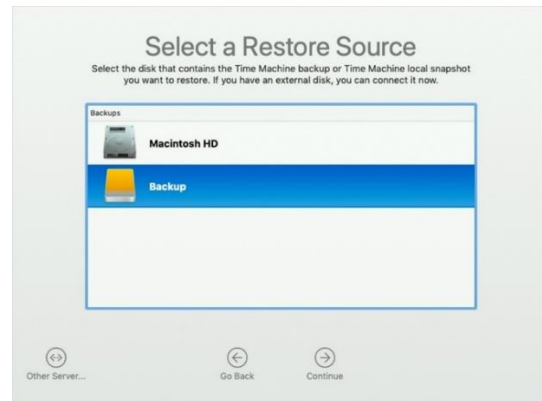 Select a Restore Source
Select the disk that contains the Time Machine backup or Time Machine local snapshot
you want to restore. If you have an external disk, you can connect it now.
Backups
Macintosh HD
Backup
Other Server...
Go Back
Continue